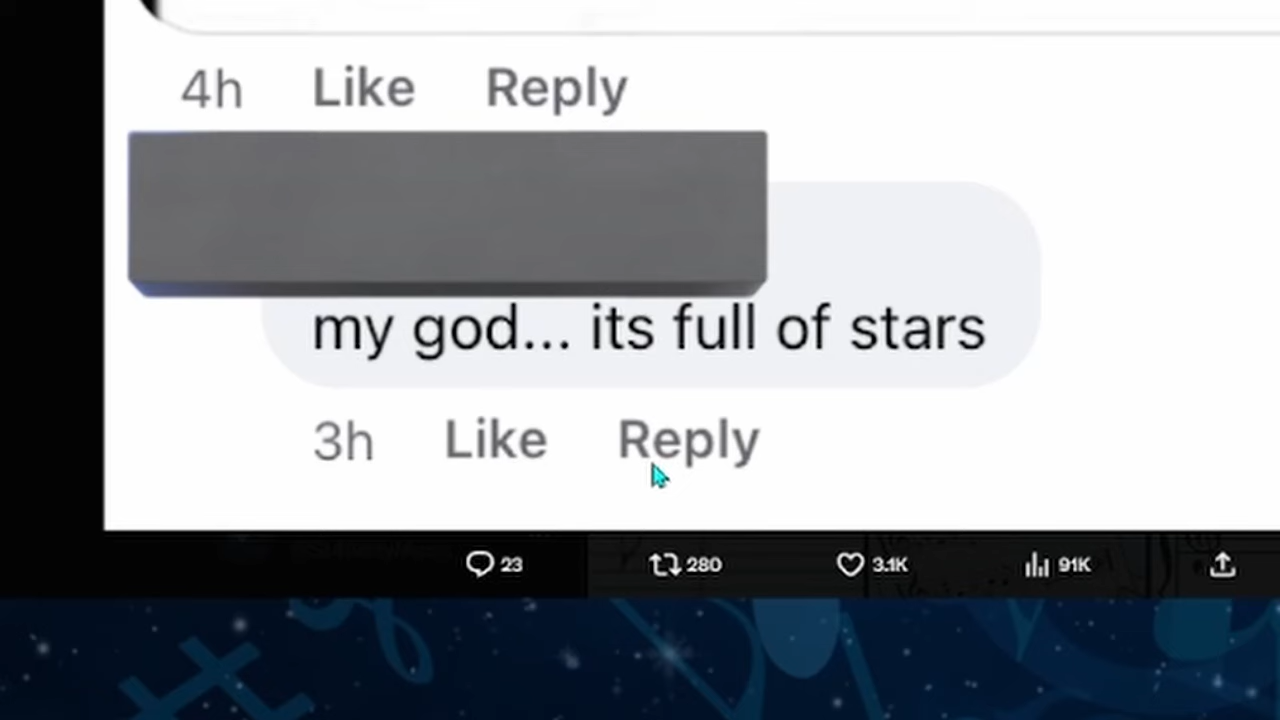 4h Like Reply
my god... its full of stars
3h Like Reply
23 280 3.1K 91K